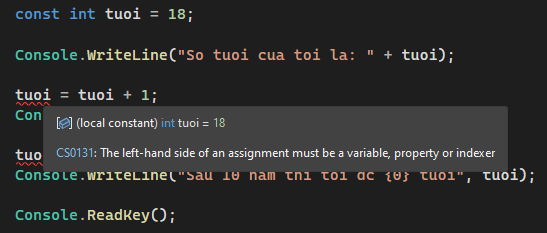 const int tuoi = 18;
Console.WriteLine("So tuoi cua toi la: " + tuoi);
tuoi = tuoi + 1;
Con
(local constant) int tuoi = 18
CS0131: The left-hand side of an assignment must be a variable, property or indexer
tuo
Console.WriteLine("Sau 10 nam thi toi dc {0} tuoi", tuoi);
Console.ReadKey();